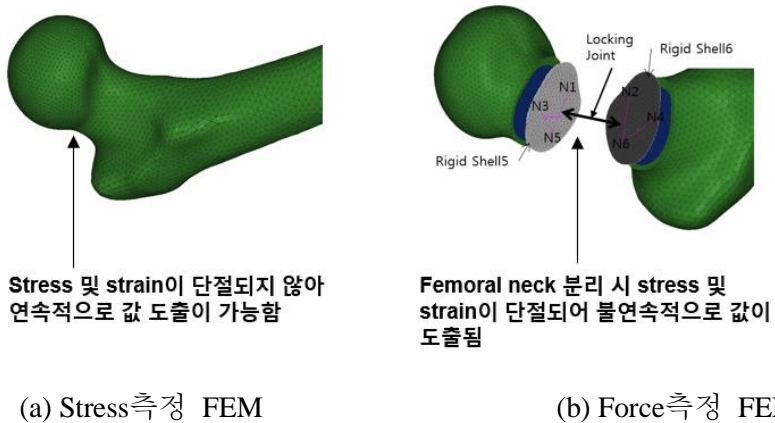 Locking
Joint
Rigid Shell6
N1
N3
N5
N2
N4
N6
Rigid Shell5
Stress 및 strain이 단절되지 않아
연속적으로 값 도출이 가능함
Femoral neck 분리 시 stress 및
strain이 단절되어 불연속적으로 값이
도출됨
(a) Stress측정 FEM
(b) Force측정